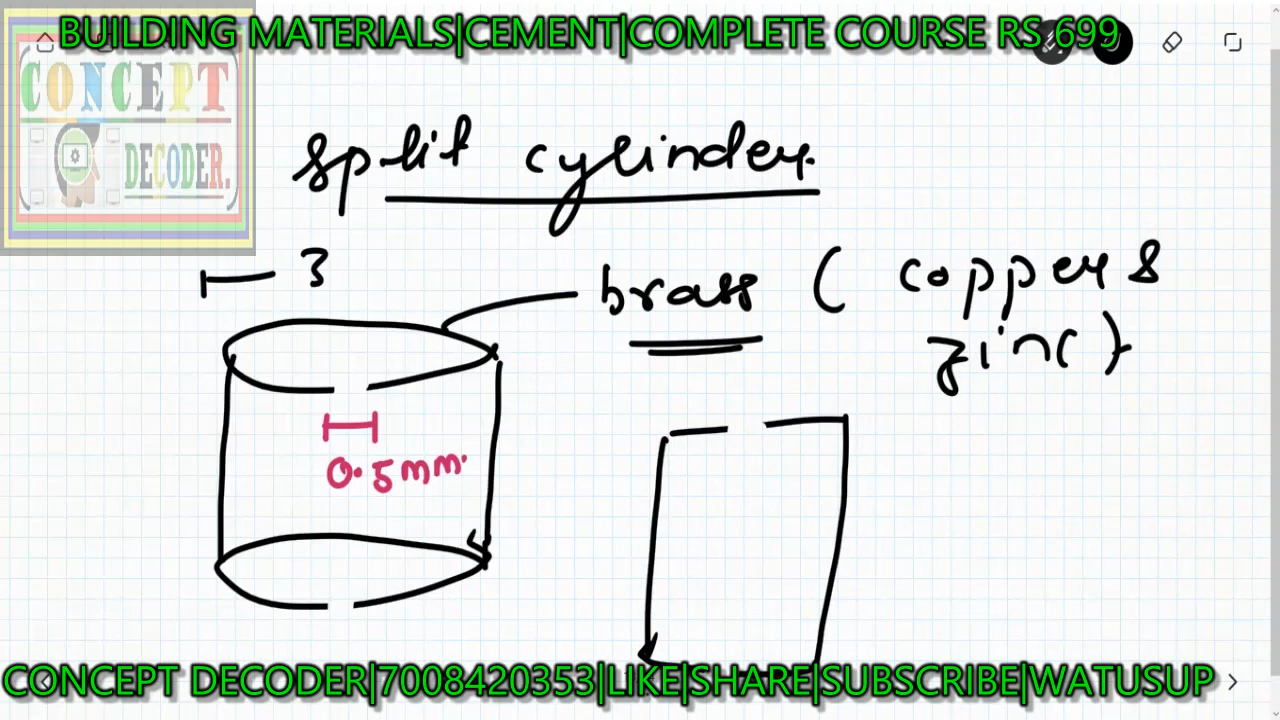 BUILDING MATERIALS|CEMENT|COMPLETE COURSE RS 699
CONCEPT
DECODER.
split cylinder.
3
brass ( copper &
zinc )
0.5mm.
CONCEPT DECODER|7008420353|LIKE|SHARE|SUBSCRIBE|WATUSUP